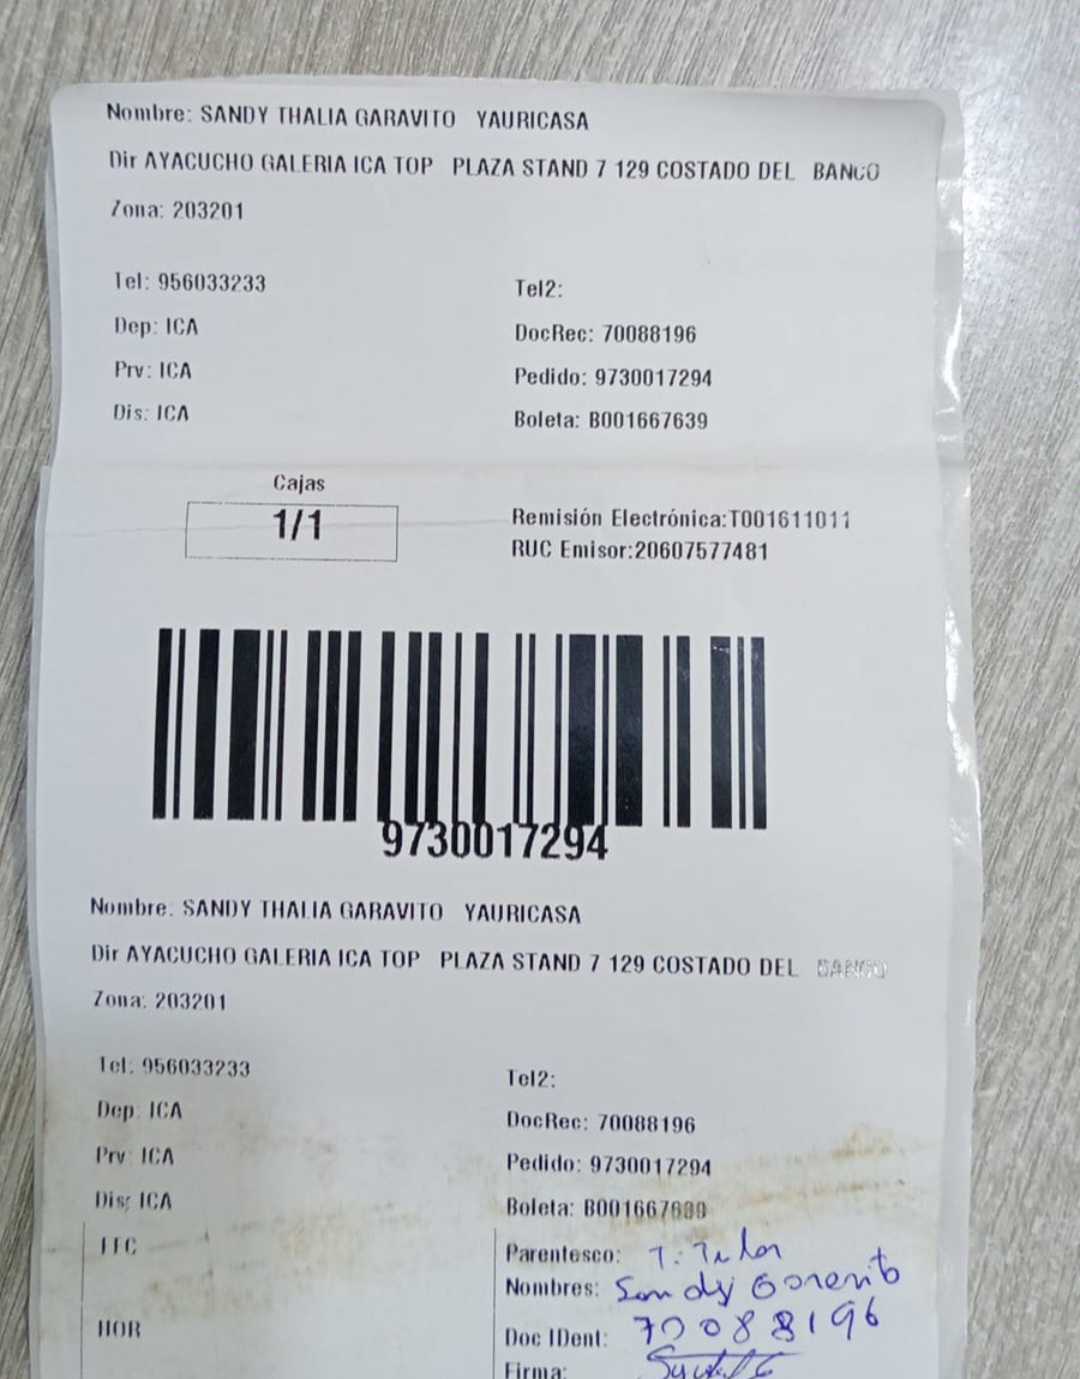 Nombre: SANDY THALIA GARAVITO YAURICASA
Dir AYACUCHO GALERIA ICA TOP PLAZA STAND 7 129 COSTADO DEL BANCO
Zona: 203201
Tel: 956033233
Tel2:
Dep: ICA
DocRec: 70088196
Prv: ICA
Pedido: 9730017294
Dis: ICA
Boleta: B001667639
Cajas
1/1
Remisión Electrónica:T001611011
RUC Emisor:20607577481
9730017294
Nombre: SANDY THALIA GARAVITO YAURICASA
Dir AYACUCHO GALERIA ICA TOP PLAZA STAND 7 129 COSTADO DEL BANCO
Zona: 203201
Tel: 956033233
Tel2:
Dep: ICA
DocRec: 70088196
Prv: ICA
Pedido: 9730017294
Dis: ICA
Boleta: B001667639
Parentesco:
Nombres: Sandy
HOR
Doc IDent: 70088196
Firma: